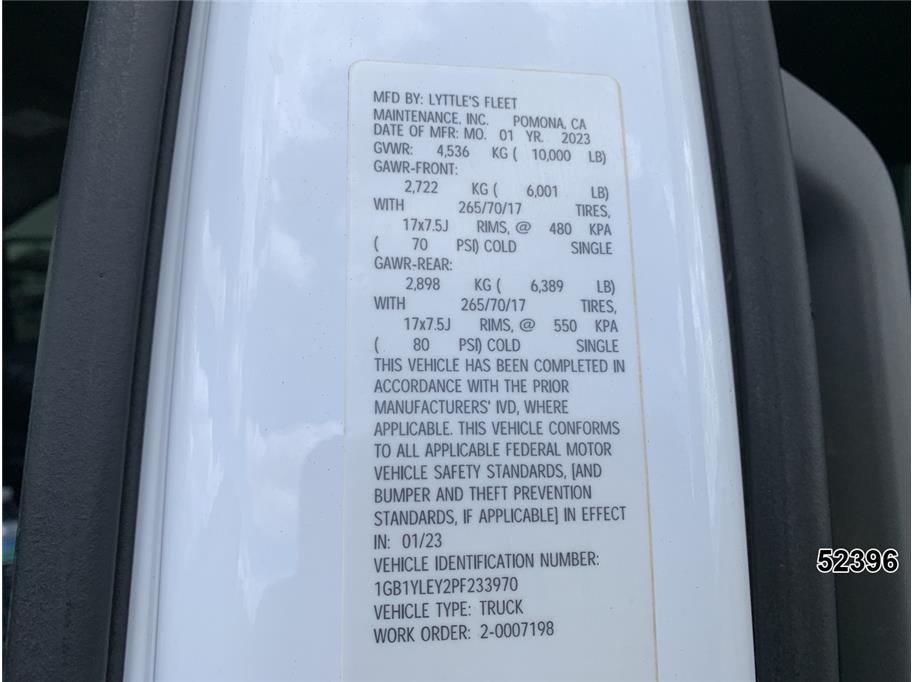 MFD BY: LYTTLE'S FLEET
MAINTENANCE, INC. POMONA, CA
DATE OF MFR: MO. 01 YR. 2023
GVWR: 4,536 KG ( 10,000 LB)
GAWR-FRONT:
2,722 KG ( 6,001 LB)
WITH 265/70/17 TIRES,
17x7.5J RIMS, @ 480 KPA
( 70 PSI) COLD SINGLE
GAWR-REAR:
2,898 KG ( 6,389 LB)
WITH 265/70/17 TIRES,
17x7.5J RIMS, @ 550 KPA
( 80 PSI) COLD SINGLE
THIS VEHICLE HAS BEEN COMPLETED IN
ACCORDANCE WITH THE PRIOR
MANUFACTURERS' IVD, WHERE
APPLICABLE. THIS VEHICLE CONFORMS
TO ALL APPLICABLE FEDERAL MOTOR
VEHICLE SAFETY STANDARDS, [AND
BUMPER AND THEFT PREVENTION
STANDARDS, IF APPLICABLE] IN EFFECT
IN: 01/23
VEHICLE IDENTIFICATION NUMBER:
1GB1YLEY2PF233970
VEHICLE TYPE: TRUCK
WORK ORDER: 2-0007198
52396